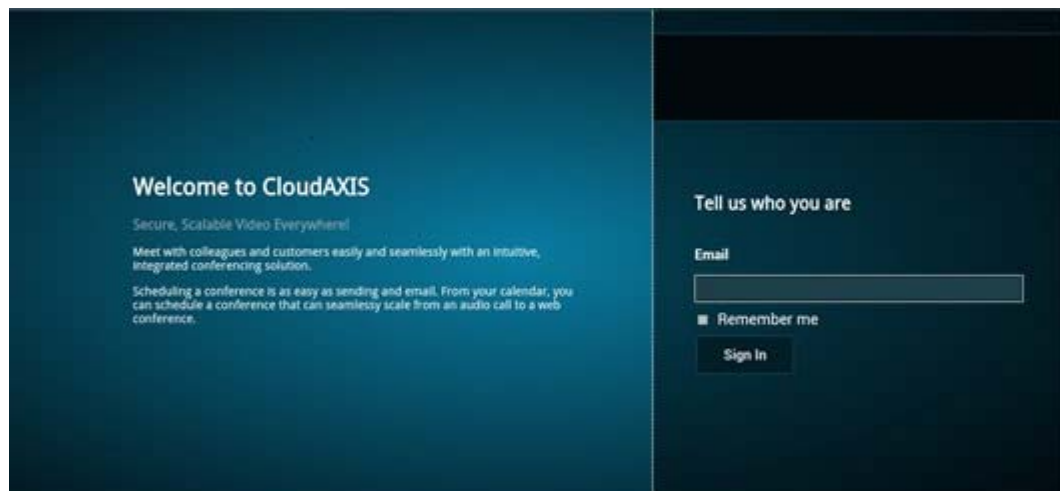 Welcome to CloudAXIS
Secure, Scalable Video Everywhere!
Meet with colleagues and customers easily and seamlessly with an intuitive,
integrated conferencing solution.
Scheduling a conference is as easy as sending and email. From your calendar, you
can schedule a conference that can seamlessy scale from an audio call to a web
conference.
Tell us who you are
Email
Remember me
Sign In